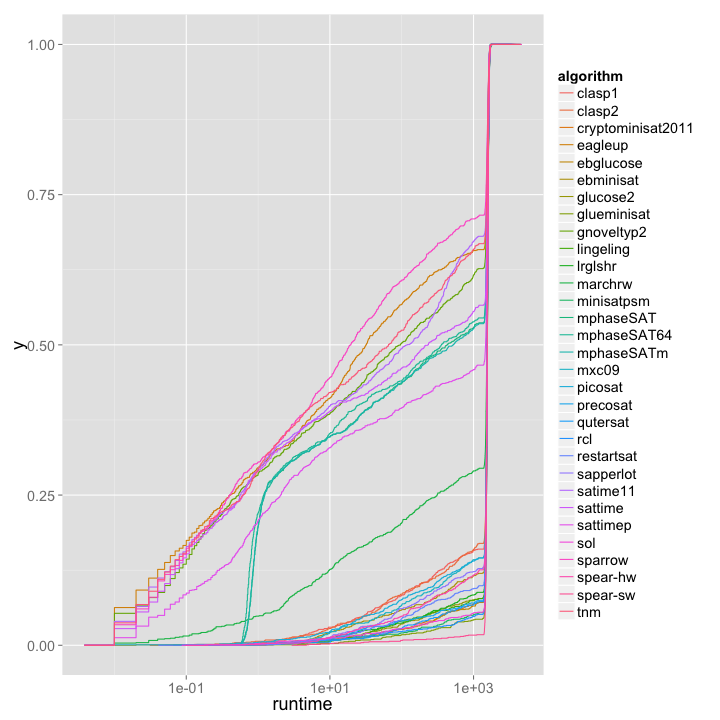 1.00
0.75
0.50
0.25
0.00
y
1e-01
1e+01
1e+03
runtime
algorithm
clasp1
clasp2
cryptominisat2011
eagleup
ebglucose
ebminisat
glucose2
glueminisat
gnoveltyp2
lingeling
lrglshr
marchrw
minisatpsm
mphaseSAT
mphaseSAT64
mphaseSATm
mxc09
picosat
precosat
qutersat
rcl
restartsat
sapperlot
satime11
sattime
sattimep
sol
sparrow
spear-hw
spear-sw
tnm